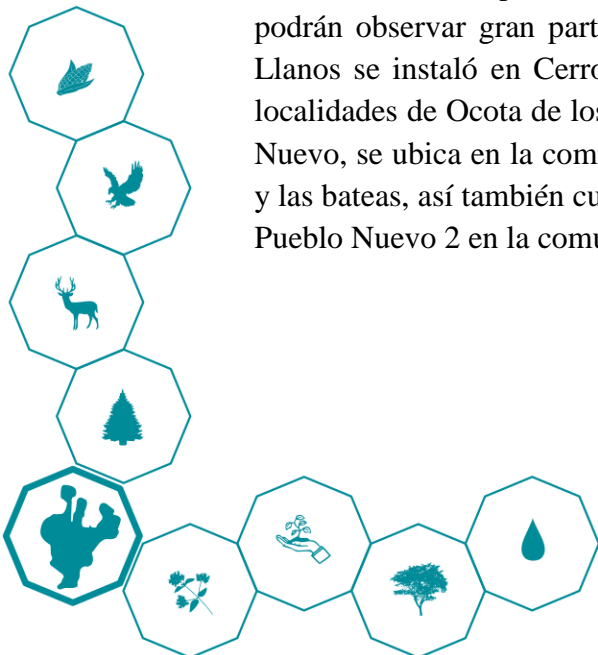 podrán observar gran part
Llanos se instaló en Cerro
localidades de Ocota de los
Nuevo, se ubica en la com
y las bateas, así también cu
Pueblo Nuevo 2 en la comu